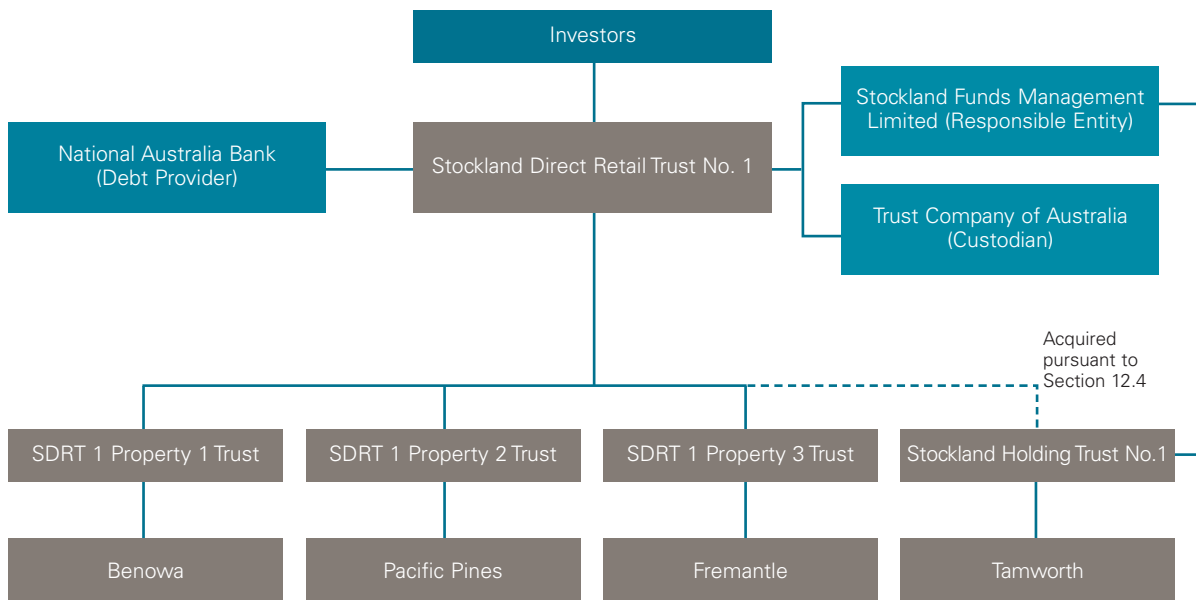 Investors
Stockland Funds Management
Limited (Responsible Entity)
National Australia Bank
(Debt Provider)
Stockland Direct Retail Trust No. 1
Trust Company of Australia
(Custodian)
Acquired
pursuant to
Section 12.4
SDRT 1 Property 1 Trust
SDRT 1 Property 2 Trust
SDRT 1 Property 3 Trust
Stockland Holding Trust No.1
Benowa
Pacific Pines
Fremantle
Tamworth